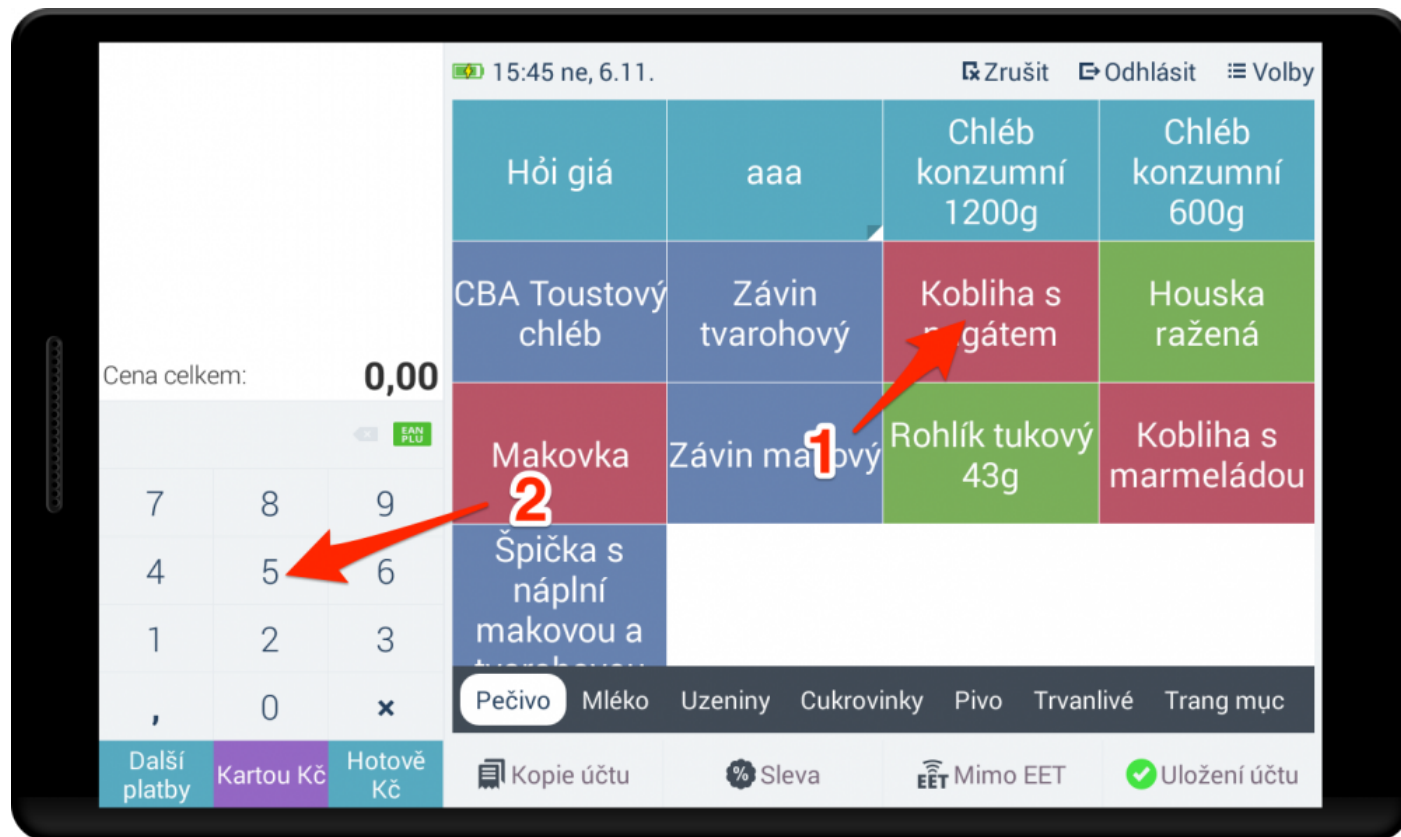 15:45 ne, 6.11.
Zrušit
Odhlásit
Volby
Hỏi giá
aaa
Chléb
konzumní
1200g
Chléb
konzumní
600g
CBA Toustový
chléb
Závin
tvarohový
Kobliha s
Houska
ražená
Cena celkem:
0,00
EAN
PLU
Makovka
Závin
Rohlík tukový
43g
Kobliha s
marmeládou
1
2
7
8
9
4
5
6
1
2
3
,
0
×
Špička s
náplní
makovou a
Pečivo
Mléko
Uzeniny
Cukrovinky
Pivo
Trvanlivé
Trang mục
Další
platby
Kartou Kč
Hotově
Kč
Kopie účtu
% Sleva
EET Mimo EET
Uložení účtu